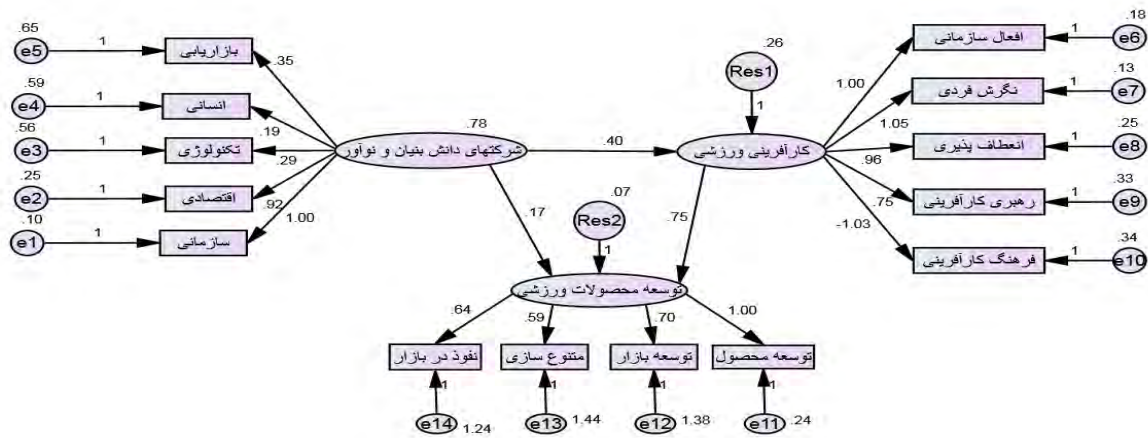 .65
e5
1
بازاریابی
.35
.59
e4
1
انسانی
.19
.56
e3
1
تکنولوژی
.29
.25
e2
1
اقتصادی
.92
.10
e1
1
سازمانی
1.00
.78
شرکتهای دانش بنیان و نوآور
.40
.17
.26
Res1
1
کارآفرینی ورزشی
.75
1.00
افعال سازمانی
1
.18
e6
1.05
نگرش فردی
1
.13
e7
.96
انعطاف پذیری
1
.25
e8
.75
رهبری کارآفرینی
1
.33
e9
-1.03
فرهنگ کارآفرینی
1
.34
e10
.07
Res2
1
توسعه محصولات ورزشی
.64
.59
.70
1.00
نفوذ در بازار
متنوع سازی
توسعه بازار
توسعه محصول
1
1
1
1
e14
1.24
e13
1.44
e12
1.38
e11
.24